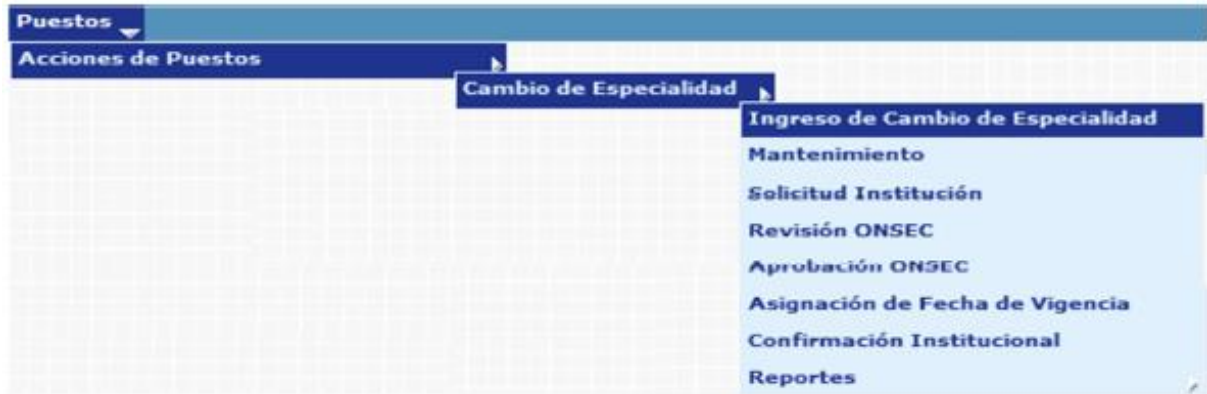 Puestos
Acciones de Puestos
Cambio de Especialidad
Ingreso de Cambio de Especialidad
Mantenimiento
Solicitud Institución
Revisión ONSEC
Aprobación ONSEC
Asignación de Fecha de Vigencia
Confirmación Institucional
Reportes